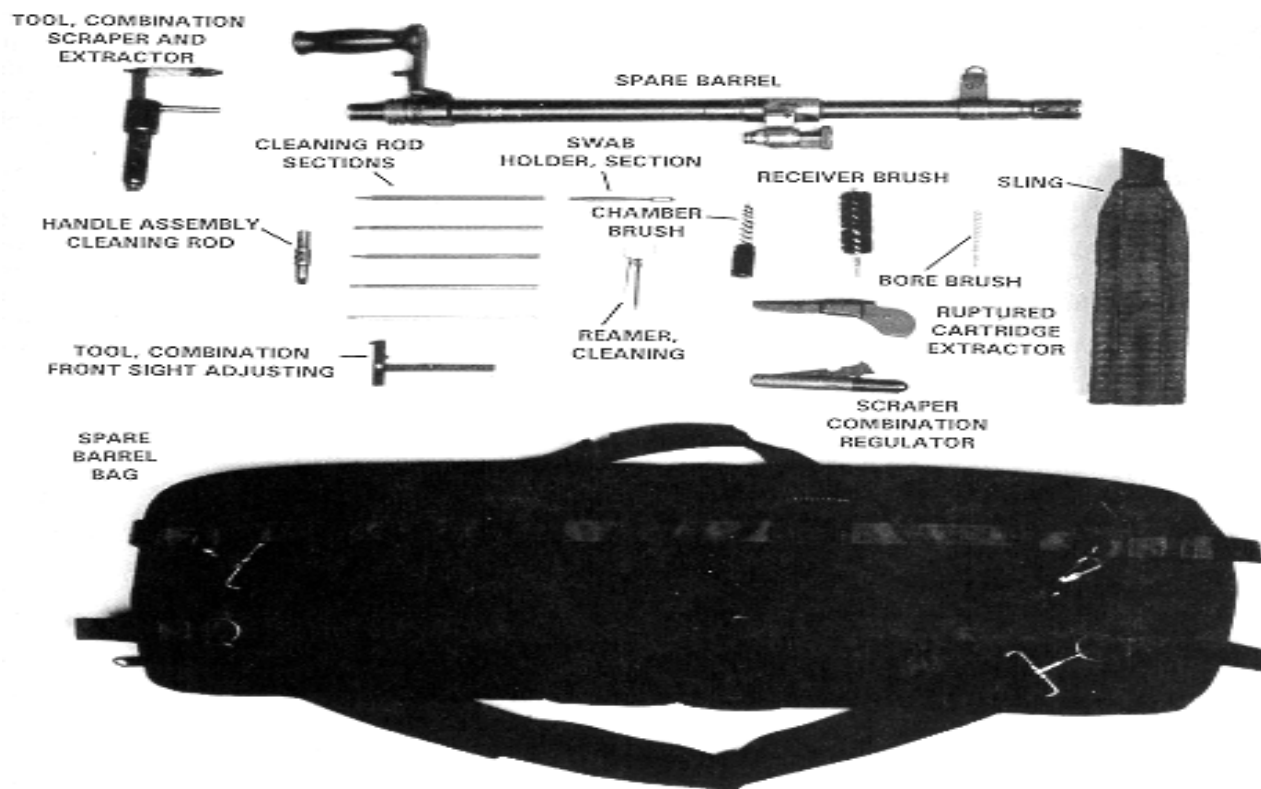 TOOL, COMBINATION
SCRAPER AND
EXTRACTOR
SPARE BARREL
CLEANING ROD
SECTIONS
SWAB
HOLDER, SECTION
RECEIVER BRUSH
SLING
HANDLE ASSEMBLY
CLEANING ROD
CHAMBER
BRUSH
BORE BRUSH
REAMER,
CLEANING
RUPTURED
CARTRIDGE
EXTRACTOR
TOOL, COMBINATION
FRONT SIGHT ADJUSTING
SCRAPER
COMBINATION
REGULATOR
SPARE
BARREL
BAG